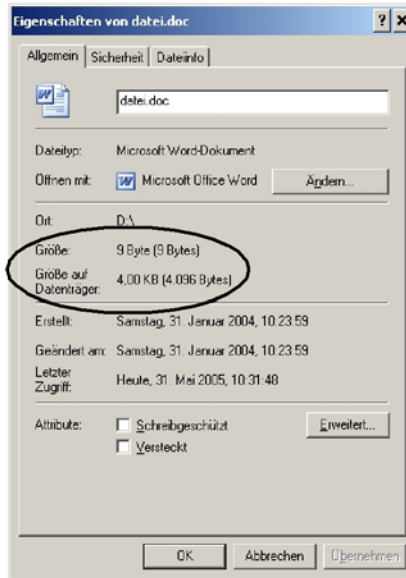 Eigenschaften von datei.doc
Allgemein Sicherheit Dateiinfo
datei.doc
Dateityp: Microsoft Word-Dokument
Öffnen mit: Microsoft Office Word Ändern...
Ort: D:\
Größe: 9 Byte (9 Bytes)
Größe auf
Datenträger: 4,00 KB (4.096 Bytes)
Erstellt: Samstag, 31. Januar 2004, 10:23:59
Geändert am: Samstag, 31. Januar 2004, 10:23:59
Letzter
Zugriff: Heute, 31. Mai 2005, 10:31:48
Attribute: Schreibgeschützt Erweitert...
Versteckt
OK Abbrechen Übernehmen